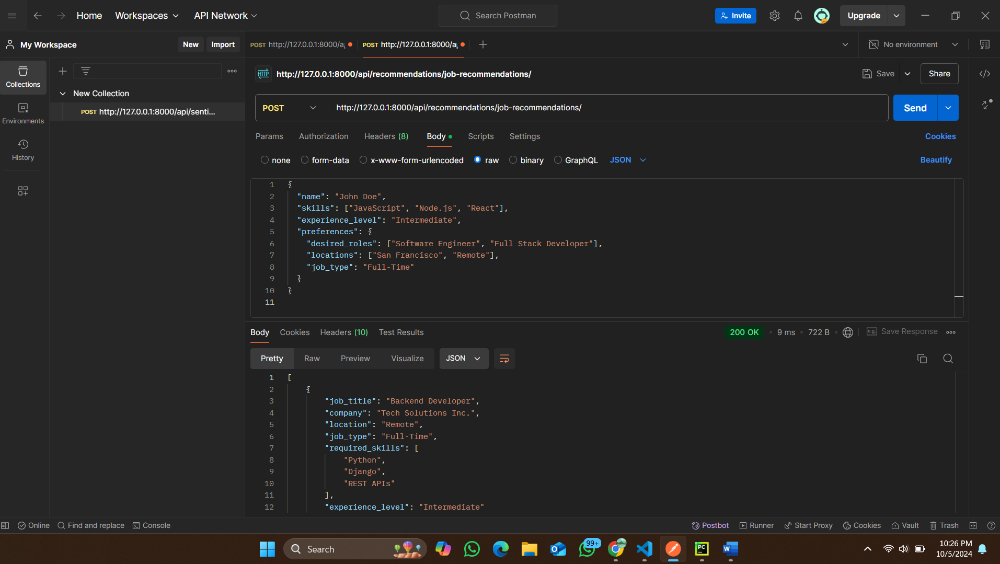 Home Workspaces API Network Search Postman Invite Upgrade
My Workspace New Import POST http://127.0.0.1:8000/a POST http://127.0.0.1:8000/a No environment
HTTP http://127.0.0.1:8000/api/recommendations/job-recommendations/ Save Share
Collections
New Collection
POST http://127.0.0.1:8000/api/senti...
Environments
History
POST http://127.0.0.1:8000/api/recommendations/job-recommendations/ Send
Params Authorization Headers (8) Body Scripts Settings Cookies
none form-data x-www-form-urlencoded raw binary GraphQL JSON Beautify
1 {
2 "name": "John Doe",
3 "skills": ["JavaScript", "Node.js", "React"],
4 "experience_level": "Intermediate",
5 "preferences": {
6 "desired_roles": ["Software Engineer", "Full Stack Developer"],
7 "locations": ["San Francisco", "Remote"],
8 "job_type": "Full-Time"
9 }
10 }
11
Body Cookies Headers (10) Test Results 200 OK 9 ms 722 B e.g. Save Response
Pretty Raw Preview Visualize JSON
1 [
2 {
3 "job_title": "Backend Developer",
4 "company": "Tech Solutions Inc.",
5 "location": "Remote",
6 "job_type": "Full-Time",
7 "required_skills": [
8 "Python",
9 "Django",
10 "REST APIs"
11 ],
12 "experience_level": "Intermediate"
Online Find and replace Console Postbot Runner Start Proxy Cookies Vault Trash
Search 99+ PC W 10:26 PM
10/5/2024